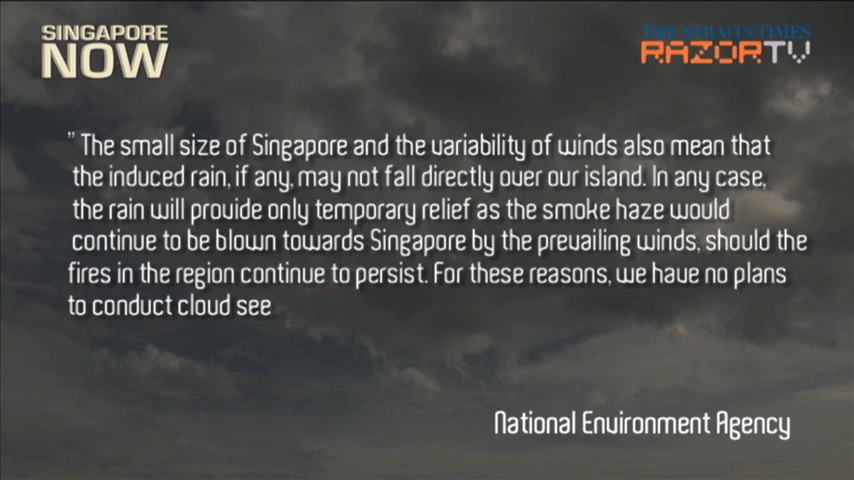 SINGAPORE
NOW
THE STRAITS TIMES
RAZORTV
" The small size of Singapore and the variability of winds also mean that
the induced rain, if any, may not fall directly over our island. In any case,
the rain will provide only temporary relief as the smoke haze would
continue to be blown towards Singapore by the prevailing winds, should the
fires in the region continue to persist. For these reasons, we have no plans
to conduct cloud see
National Environment Agency